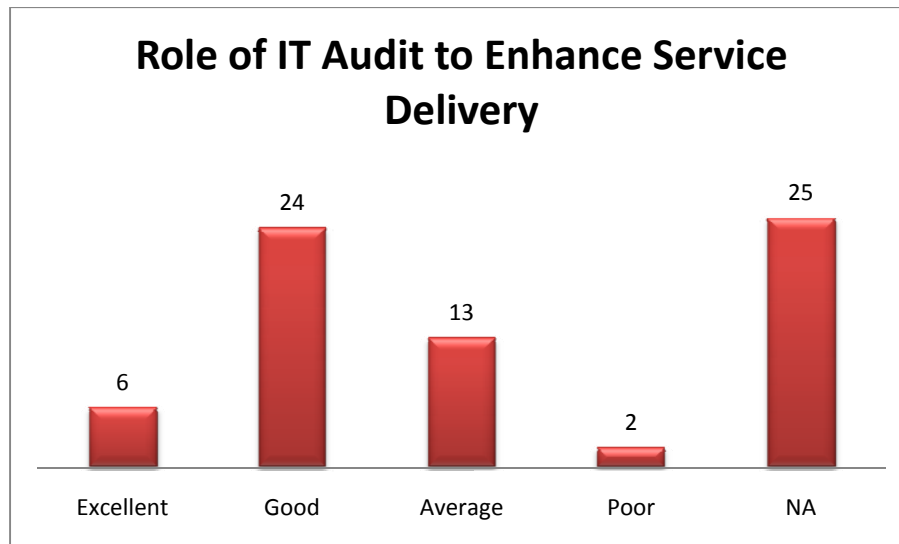 Role of IT Audit to Enhance Service
Delivery
6
24
13
2
25
Excellent
Good
Average
Poor
NA